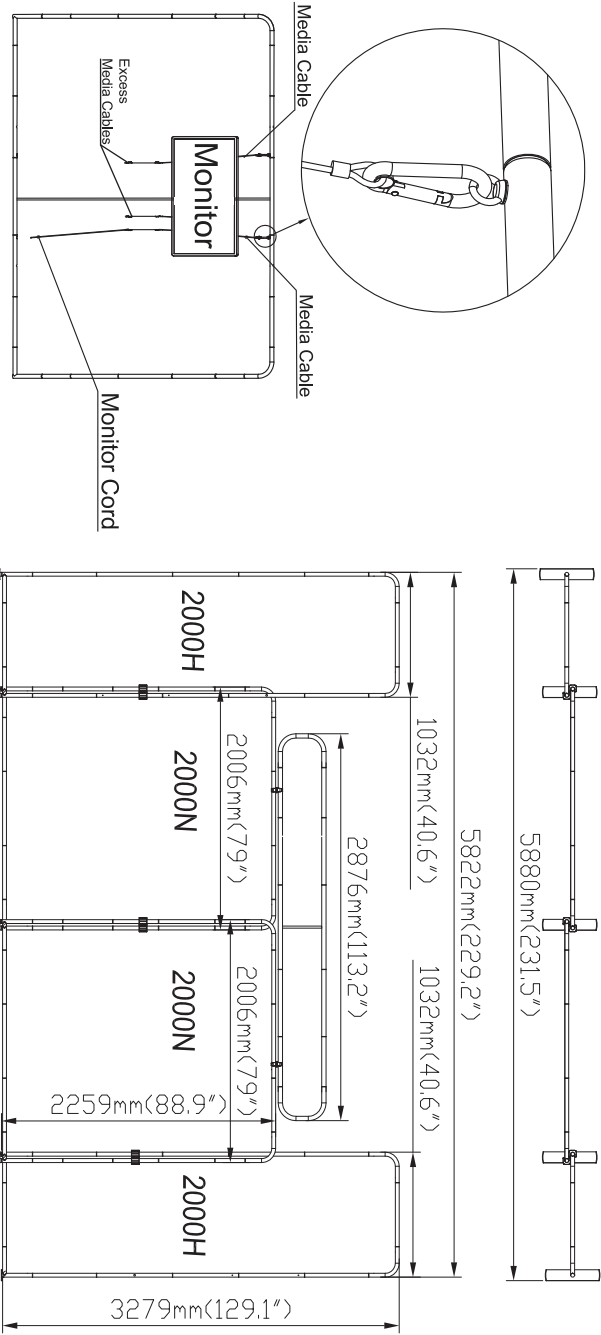 Media Cable
Excess
Media Cables
Monitor
Media Cable
Monitor Cord
5880mm(231.5")
5822mm(229.2")
1032mm(40.6")
1032mm(40.6")
2876mm(113.2")
2006mm(79")
2006mm(79")
2000H
2000N
2000N
2000H
2259mm(88.9")
3279mm(129.1")